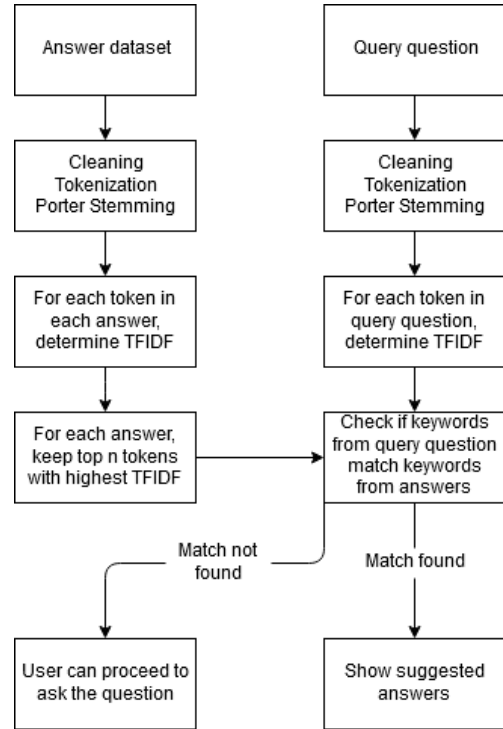 Answer dataset
Query question
Cleaning
Tokenization
Porter Stemming
Cleaning
Tokenization
Porter Stemming
For each token in
each answer,
determine TFIDF
For each token in
query question,
determine TFIDF
For each answer,
keep top n tokens
with highest TFIDF
Check if keywords
from query question
match keywords
from answers
Match not
found
Match found
User can proceed to
ask the question
Show suggested
answers